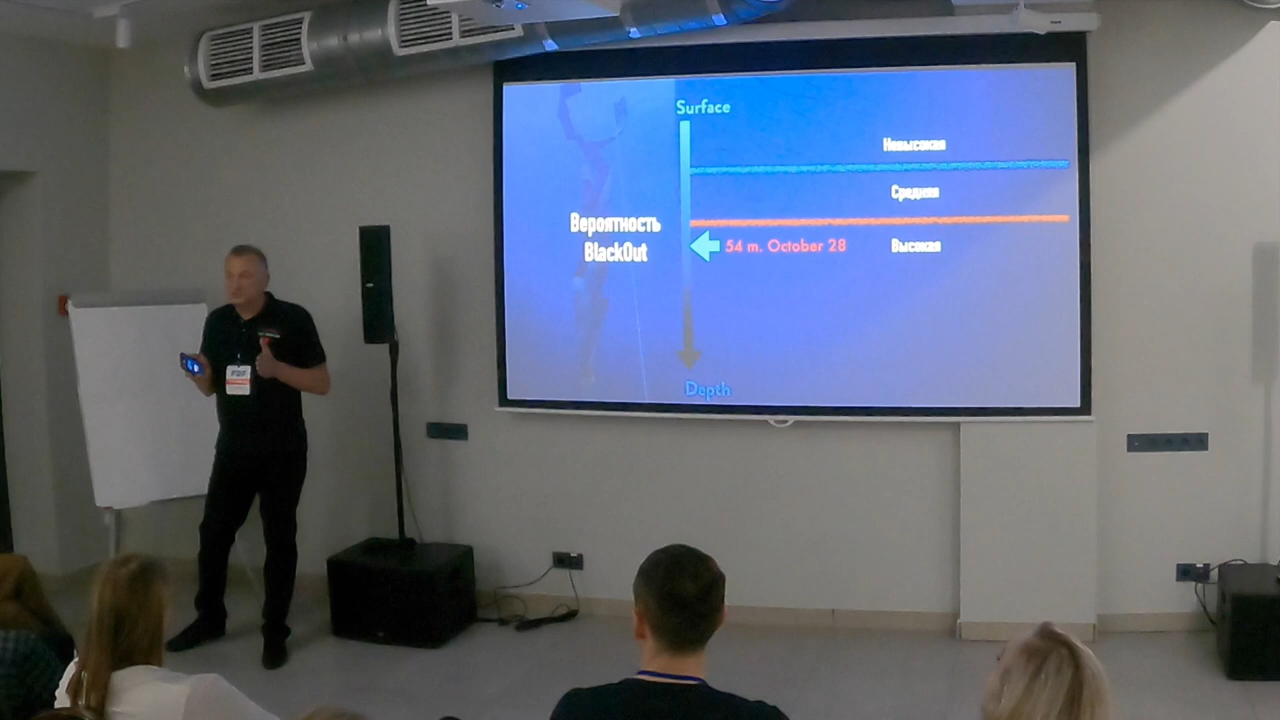 Surface
Невысокая
Средняя
Вероятность
BlackOut
54 m. October 28
Высокая
Depth